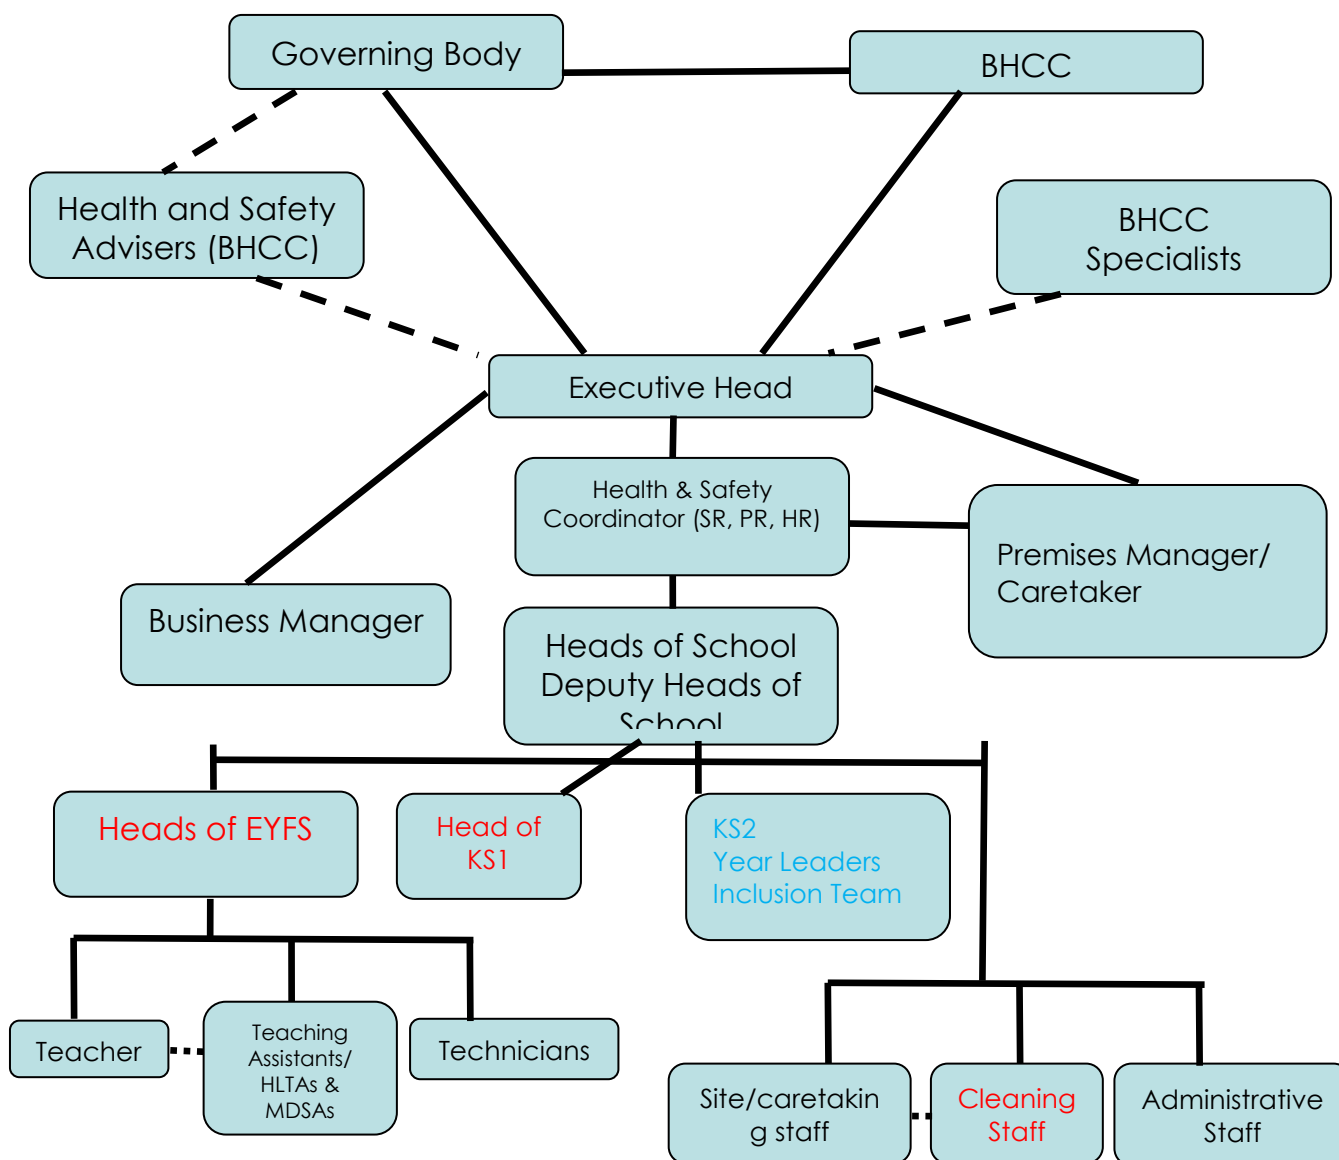 Governing Body
BHCC
Health and Safety
Advisers (BHCC)
BHCC
Specialists
Executive Head
Health & Safety
Coordinator (SR, PR, HR)
Premises Manager/
Caretaker
Business Manager
Heads of School
Deputy Heads of
School
Heads of EYFS
Head of
KS1
KS2
Year Leaders
Inclusion Team
Teacher
Teaching
Assistants/
HLTAs &
MDSAs
Technicians
Site/caretakin
g staff
Cleaning
Staff
Administrative
Staff